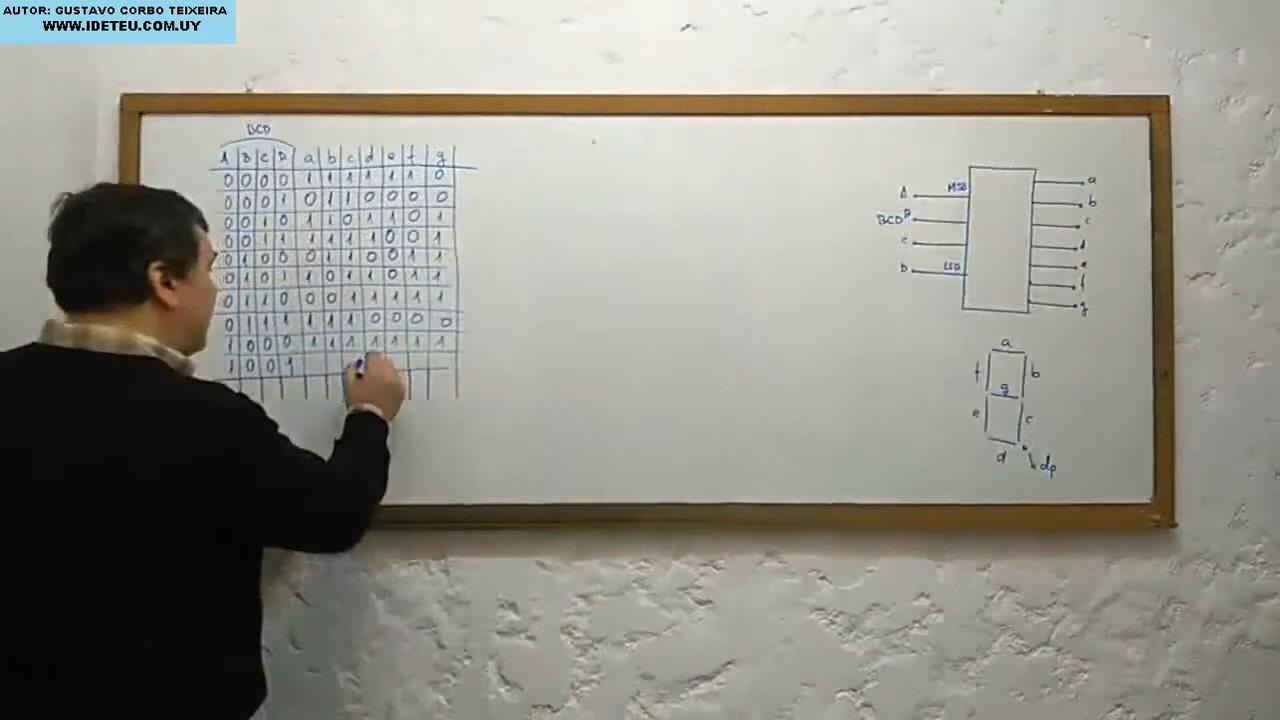 AUTOR: GUSTAVO CORBO TEIXEIRA
WWW.IDETEU.COM.UY
BCD
A B C D a b c d e f g
0 0 0 0 1 1 1 1 1 1 0
0 0 0 1 0 1 1 0 0 0 0
0 0 1 0 1 1 0 1 1 0 1
0 0 1 1 1 1 1 1 0 0 1
0 1 0 0 0 1 1 0 0 1 1
0 1 0 1 1 0 1 1 0 1 1
0 1 1 0 0 0 1 1 1 1 1
0 1 1 1 1 1 1 0 0 0 0
1 0 0 0 1 1 1 1 1 1 1
1 0 0 1
A MSB a
b
BCD B c
C d
D LSB e
f
g
a
f b
g
e c
d
dp